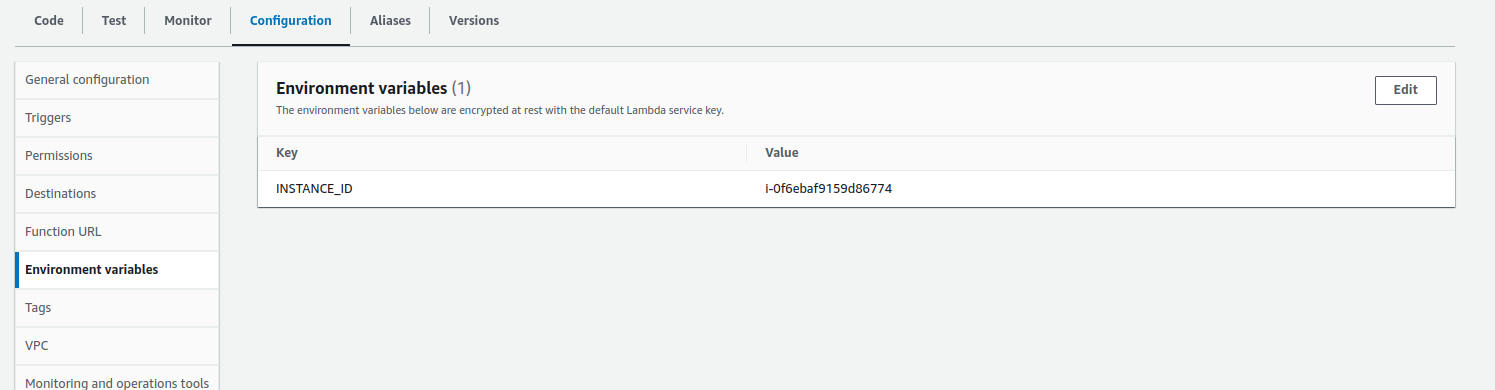 Code Test Monitor Configuration Aliases Versions
General configuration
Triggers
Permissions
Destinations
Function URL
Environment variables
Tags
VPC
Monitoring and operations tools
Environment variables (1)
Edit
The environment variables below are encrypted at rest with the default Lambda service key.
Key Value
INSTANCE_ID i-0f6ebaf9159d86774